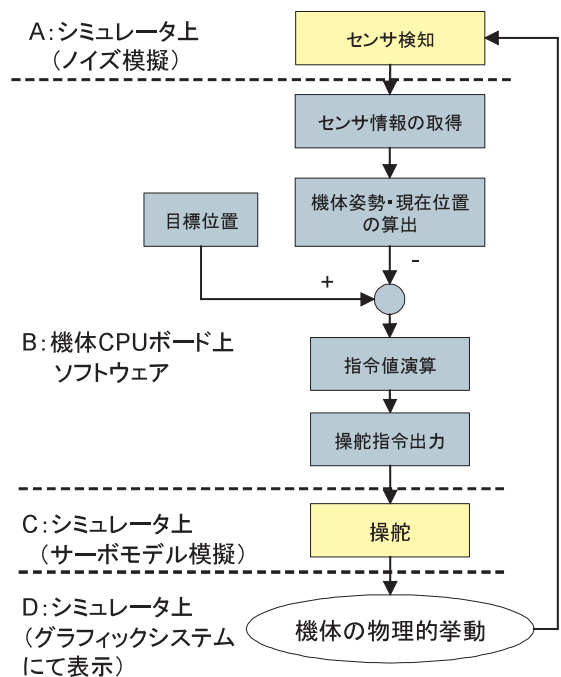 A：シミュレータ上
（ノイズ模擬）
センサ検知
センサ情報の取得
機体姿勢・現在位置
の算出
目標位置
-
+
B：機体CPUボード上
ソフトウェア
指令値演算
操舵指令出力
C：シミュレータ上
（サーボモデル模擬）
操舵
D：シミュレータ上
（グラフィックシステム
にて表示）
機体の物理的挙動